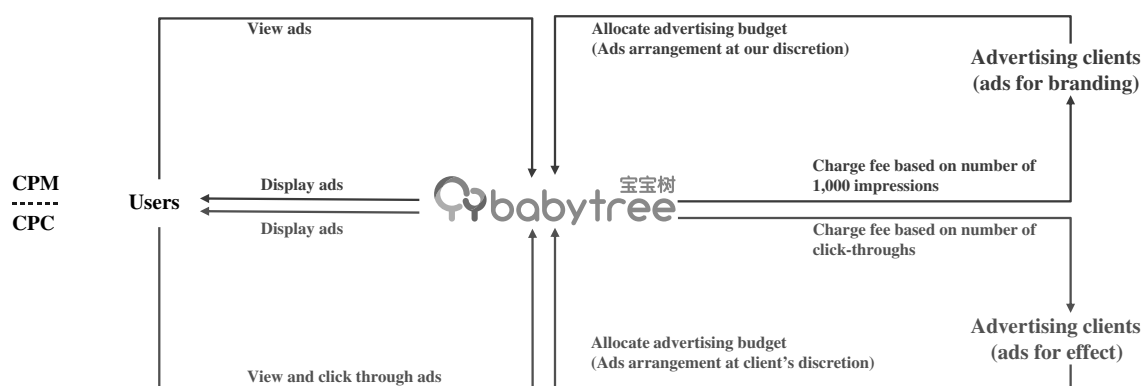 View ads
Allocate advertising budget
(Ads arrangement at our discretion)
Advertising clients
(ads for branding)
Charge fee based on number of
1,000 impressions
CPM
CPC
Users
Display ads
Display ads
宝宝树
babytree
Charge fee based on number of
click-throughs
Advertising clients
(ads for effect)
Allocate advertising budget
(Ads arrangement at client's discretion)
View and click through ads